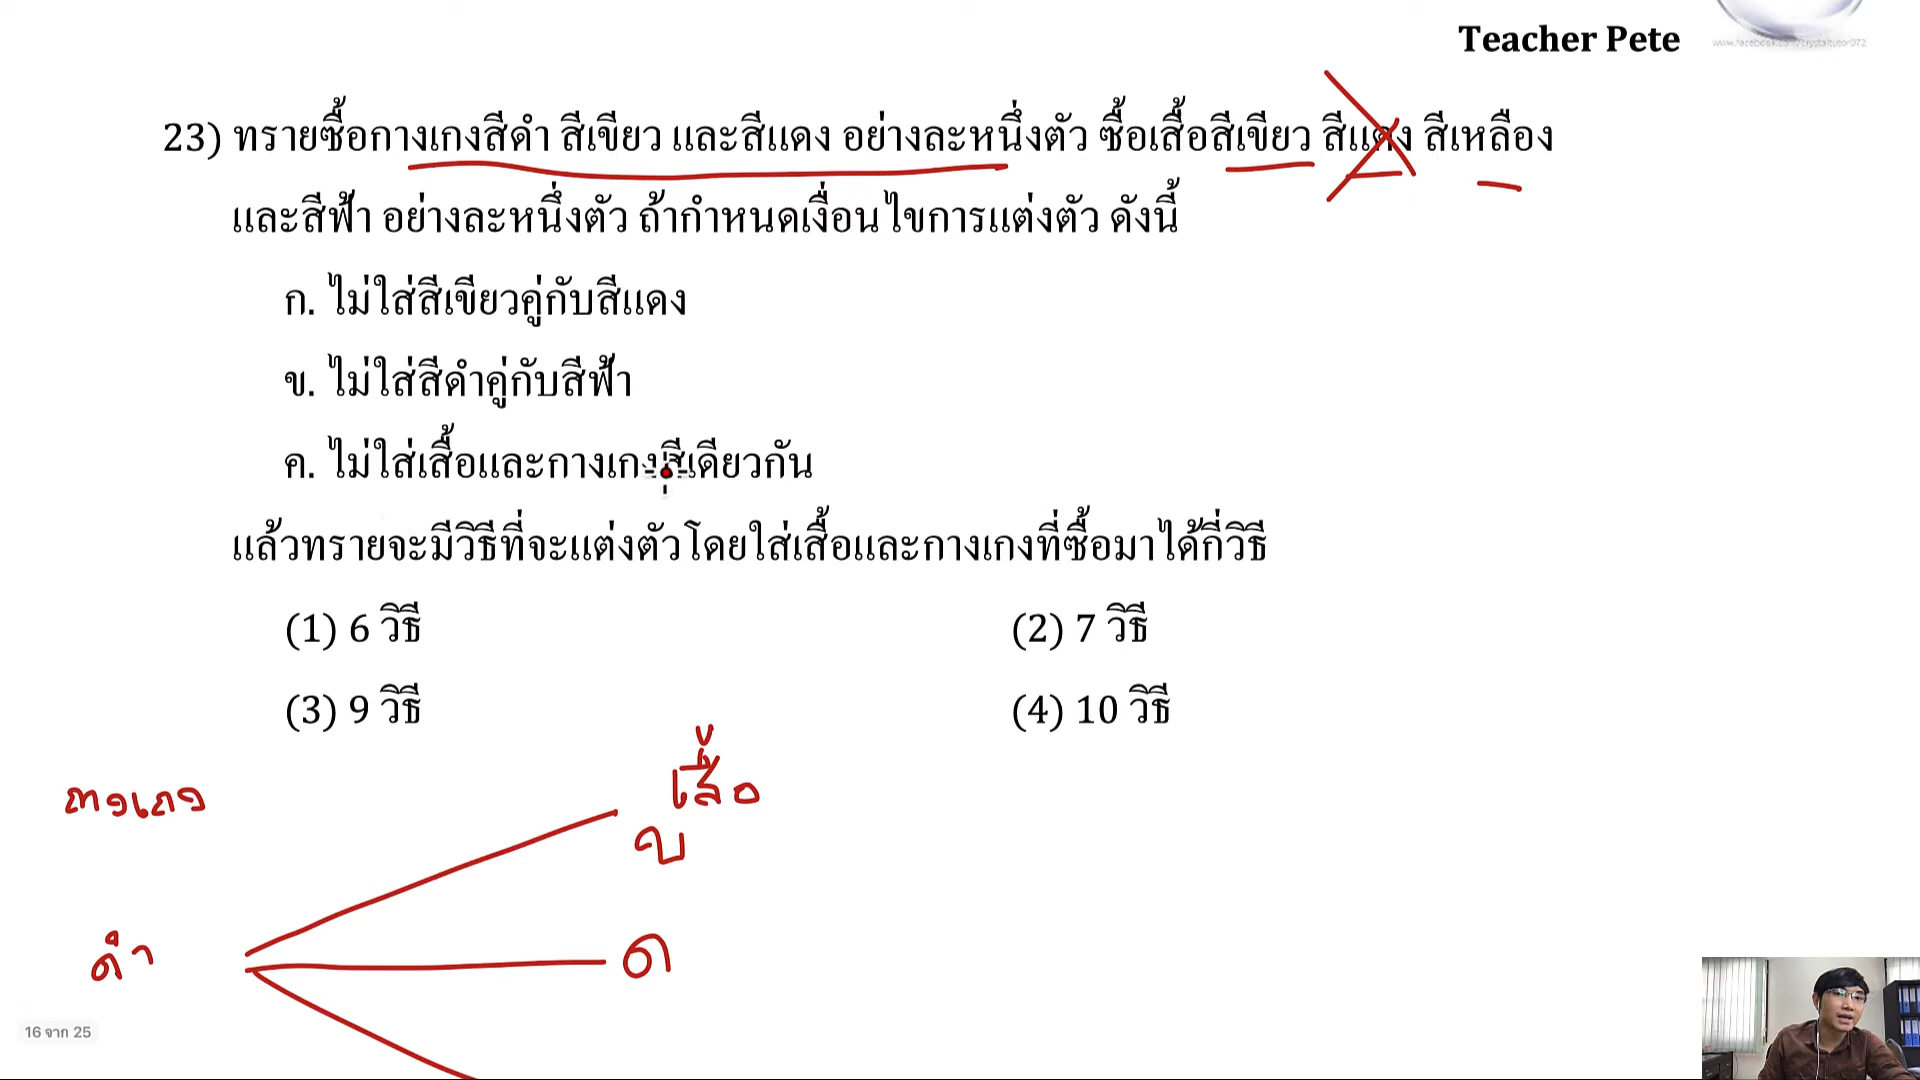 Teacher Pete
www.facebook.com/crystaltutor072
23) ทรายซื้อกางเกงสีดำ สีเขียว และสีแดง อย่างละหนึ่งตัว ซื้อเสื้อสีเขียว สีแดง สีเหลือง
และสีฟ้า อย่างละหนึ่งตัว ถ้ากำหนดเงื่อนไขการแต่งตัว ดังนี้
ก. ไม่ใส่สีเขียวคู่กับสีแดง
ข. ไม่ใส่สีดำคู่กับสีฟ้า
ค. ไม่ใส่เสื้อและกางเกงสีเดียวกัน
แล้วทรายจะมีวิธีที่จะแต่งตัวโดยใส่เสื้อและกางเกงที่ซื้อมาได้กี่วิธี
(1) 6 วิธี (2) 7 วิธี
(3) 9 วิธี (4) 10 วิธี
กางเกง เสื้อ
ข
ดำ ด
16 จาก 25